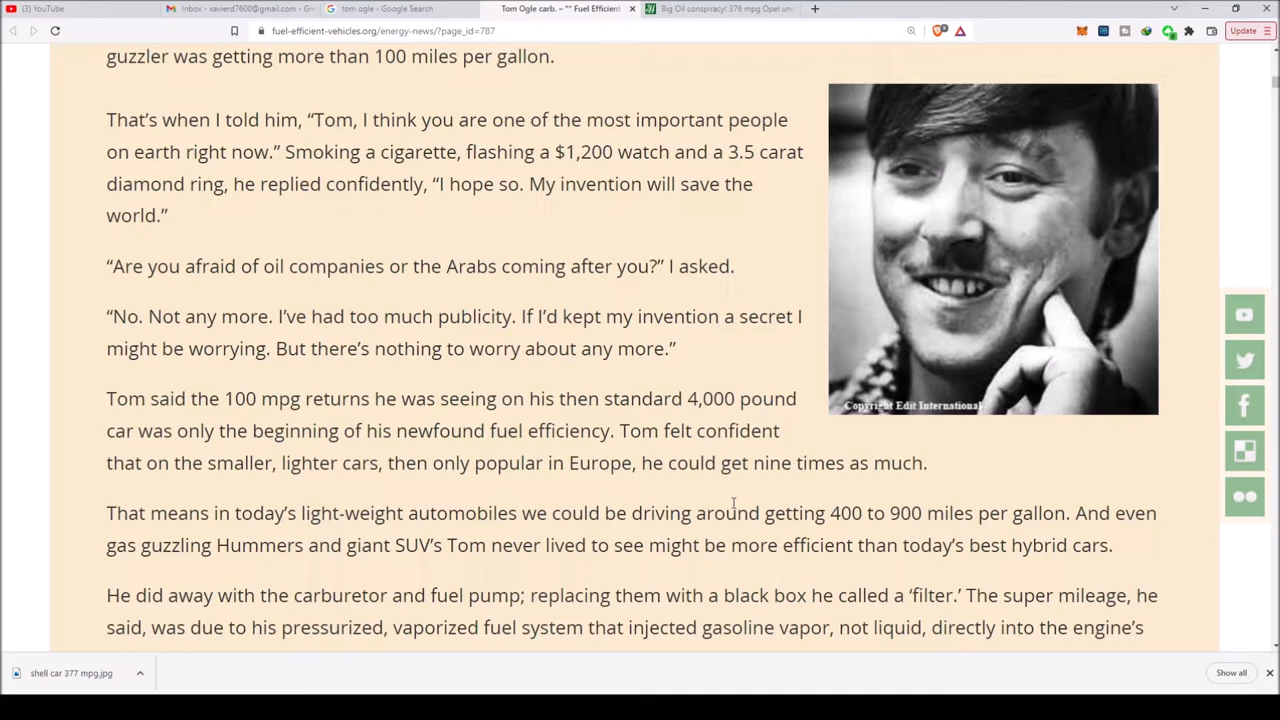 YouTube
Inbox - xavierd7600@gmail.com - Gm
tom ogle - Google Search
Tom Ogle carb. – "" Fuel Efficient
Big Oil conspiracy! 376 mpg Opel unc
fuel-efficient-vehicles.org/energy-news/?page_id=787
Update
guzzler was getting more than 100 miles per gallon.
That’s when I told him, “Tom, I think you are one of the most important people
on earth right now.” Smoking a cigarette, flashing a $1,200 watch and a 3.5 carat
diamond ring, he replied confidently, “I hope so. My invention will save the
world.”
“Are you afraid of oil companies or the Arabs coming after you?” I asked.
“No. Not any more. I’ve had too much publicity. If I’d kept my invention a secret I
might be worrying. But there’s nothing to worry about any more.”
Copyright Edit International
Tom said the 100 mpg returns he was seeing on his then standard 4,000 pound
car was only the beginning of his newfound fuel efficiency. Tom felt confident
that on the smaller, lighter cars, then only popular in Europe, he could get nine times as much.
That means in today’s light-weight automobiles we could be driving around getting 400 to 900 miles per gallon. And even
gas guzzling Hummers and giant SUV’s Tom never lived to see might be more efficient than today’s best hybrid cars.
He did away with the carburetor and fuel pump; replacing them with a black box he called a ‘filter.’ The super mileage, he
said, was due to his pressurized, vaporized fuel system that injected gasoline vapor, not liquid, directly into the engine’s
shell car 377 mpg.jpg
Show all